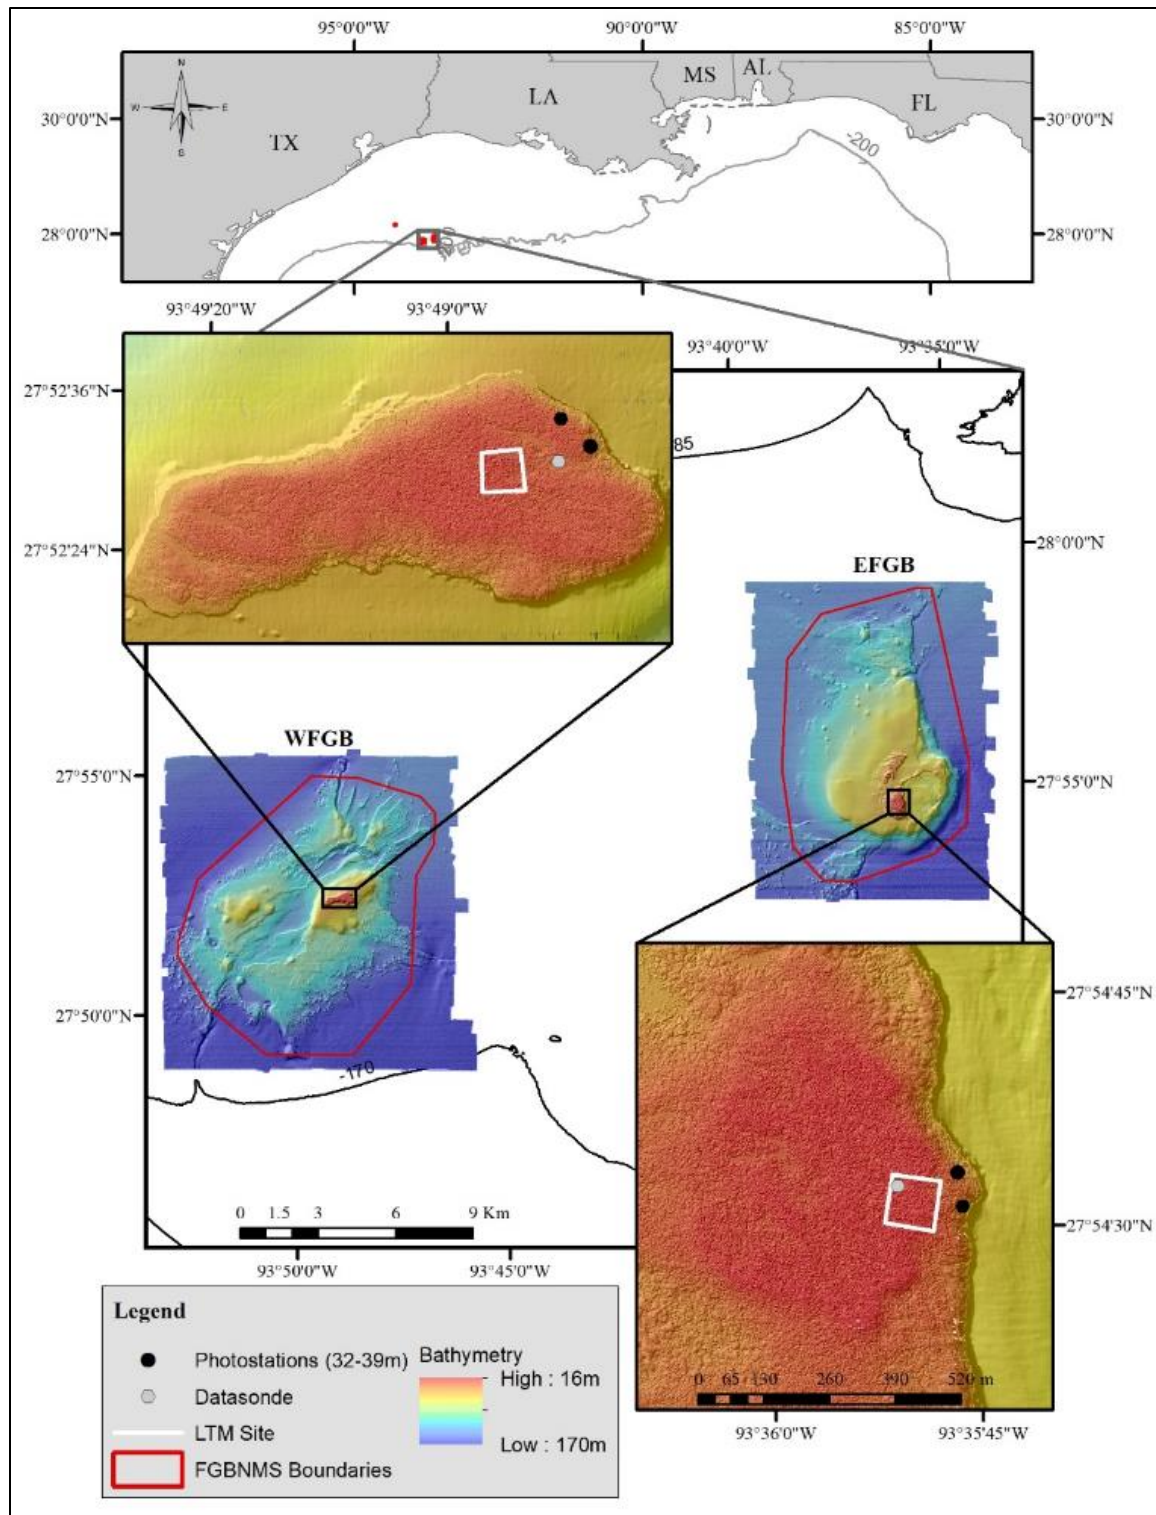 95°0'0"W 90°0'0"W 85°0'0"W
N
W E
S
MS AL
LA
FL
TX
30°0'0"N 30°0'0"N
-200
28°0'0"N 28°0'0"N
93°49'20"W 93°49'0"W
93°40'0"W 93°35'0"W
27°52'36"N
85
27°52'24"N
28°0'0"N
EFGB
WFGB
27°55'0"N 27°55'0"N
27°54'45"N
27°50'0"N
-170
27°54'30"N
0 1.5 3 6 9 Km
93°50'0"W 93°45'0"W
0 65 130 260 390 520 m
93°36'0"W 93°35'45"W
Legend
Photostations (32-39m)
Datasonde
LTM Site
FGBNMS Boundaries
Bathymetry
High : 16m
Low : 170m